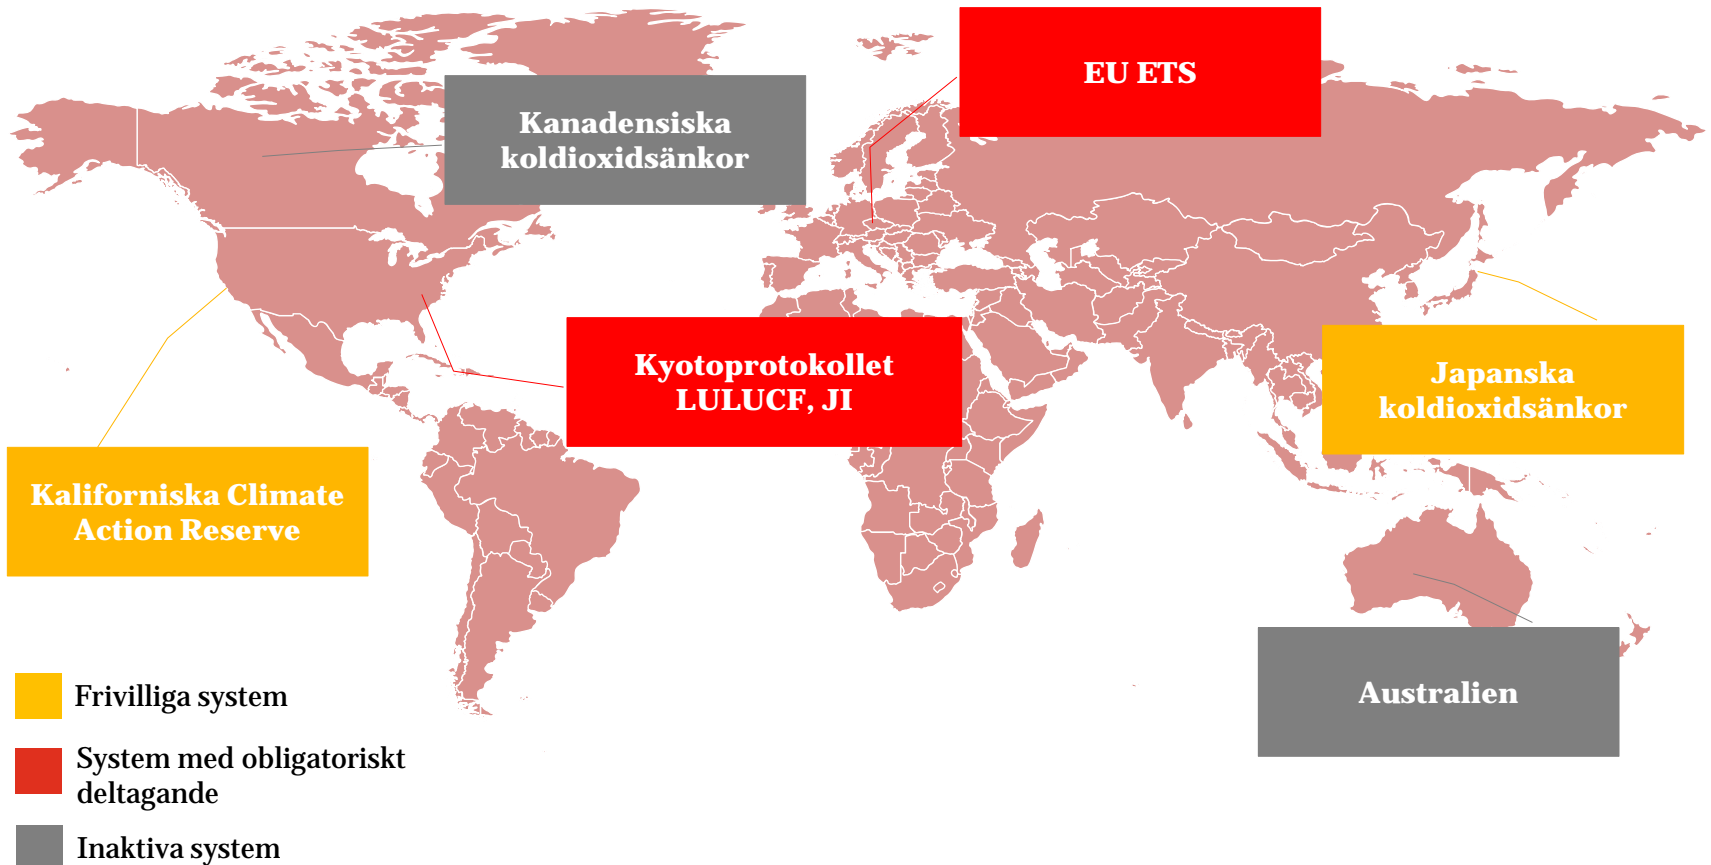 EU ETS
Kanadensiska
koldioxidsänkor
Kyotoprotokollet
LULUCF, JI
Japanska
koldioxidsänkor
Kaliforniska Climate
Action Reserve
Australien
Frivilliga system
System med obligatoriskt
deltagande
Inaktiva system